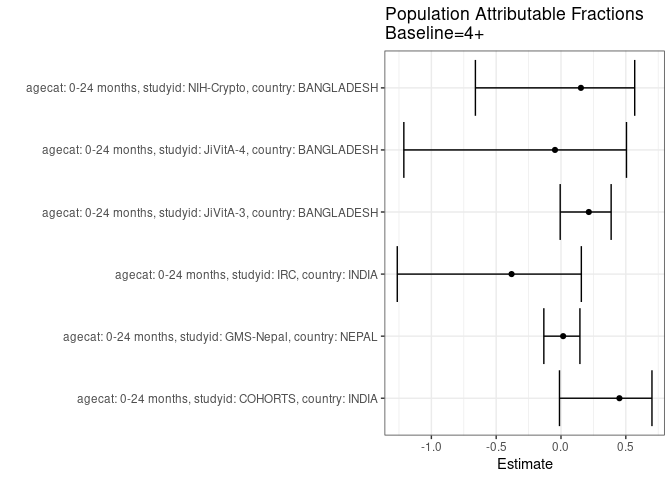 Population Attributable Fractions
Baseline=4+
agecat: 0-24 months, studyid: NIH-Crypto, country: BANGLADESH
agecat: 0-24 months, studyid: JiVitA-4, country: BANGLADESH
agecat: 0-24 months, studyid: JiVitA-3, country: BANGLADESH
agecat: 0-24 months, studyid: IRC, country: INDIA
agecat: 0-24 months, studyid: GMS-Nepal, country: NEPAL
agecat: 0-24 months, studyid: COHORTS, country: INDIA
-1.0 -0.5 0.0 0.5
Estimate